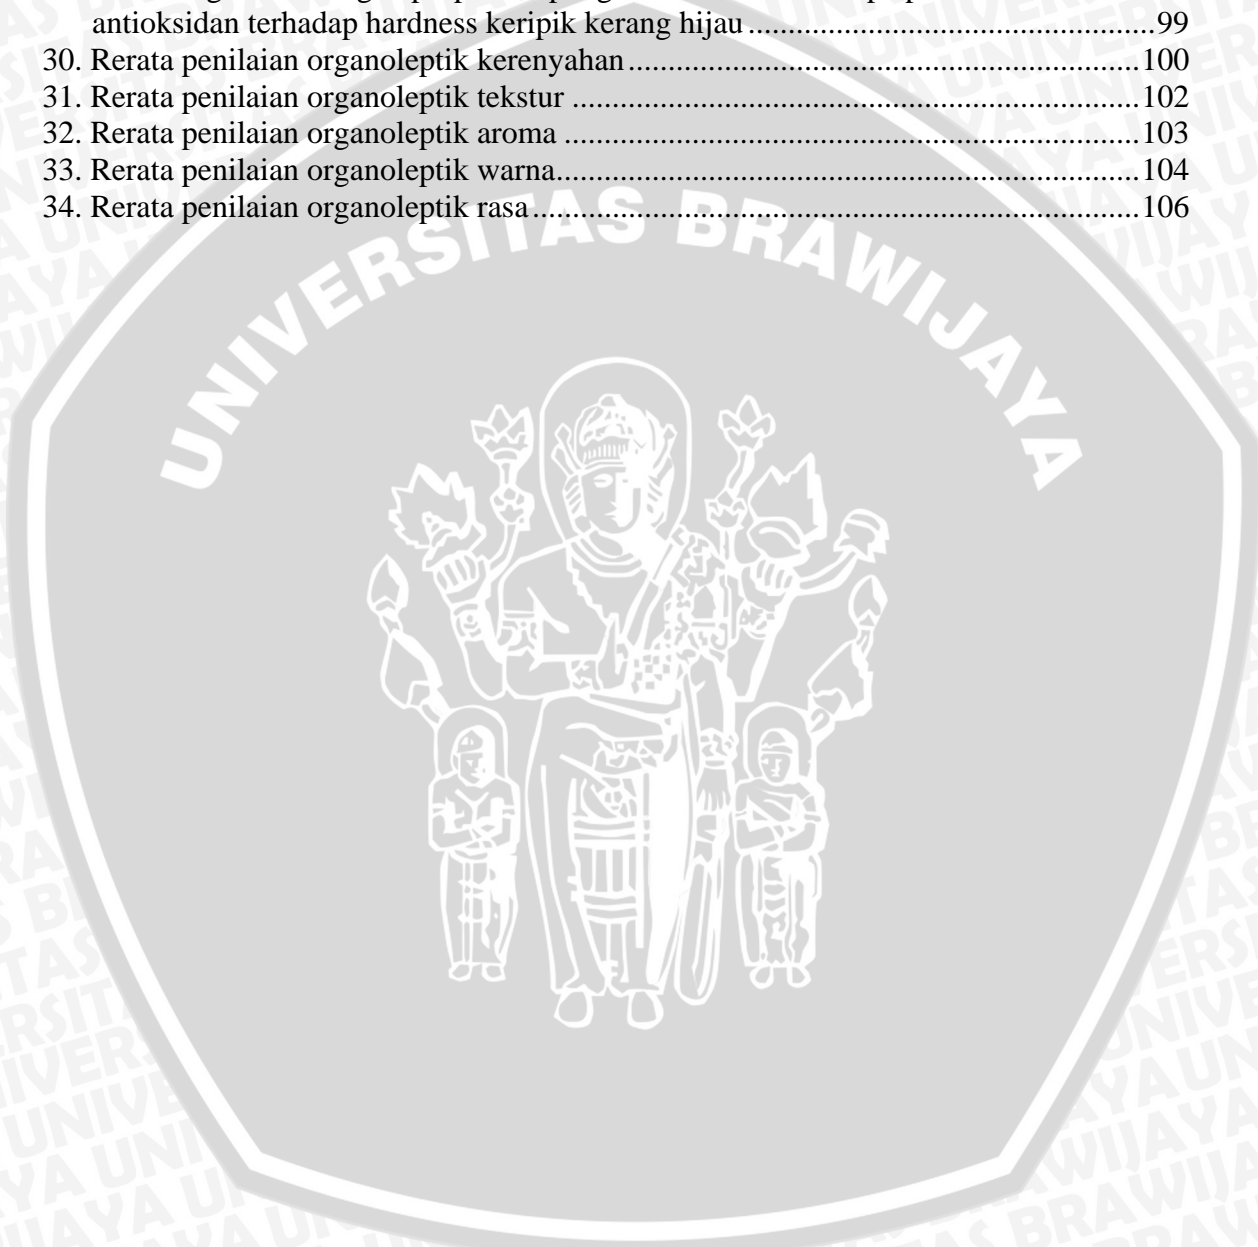 antioksidan terhadap hardness keripik kerang hijau ................................................ 99
30. Rerata penilaian organoleptik kerenyahan ............................................................. 100
31. Rerata penilaian organoleptik tekstur .................................................................... 102
32. Rerata penilaian organoleptik aroma ..................................................................... 103
33. Rerata penilaian organoleptik warna...................................................................... 104
34. Rerata penilaian organoleptik rasa ......................................................................... 106
UNIVERSITAS BRAWIJAYA